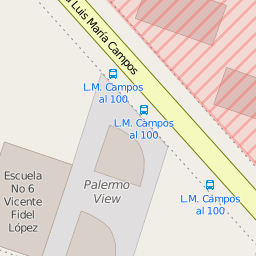 a Luis María Campos
L.M. Campos
al 100
L.M. Campos
al 100
Escuela
No 6
Vicente
Fidel
López
Palermo
View
L.M. Campos
al 100